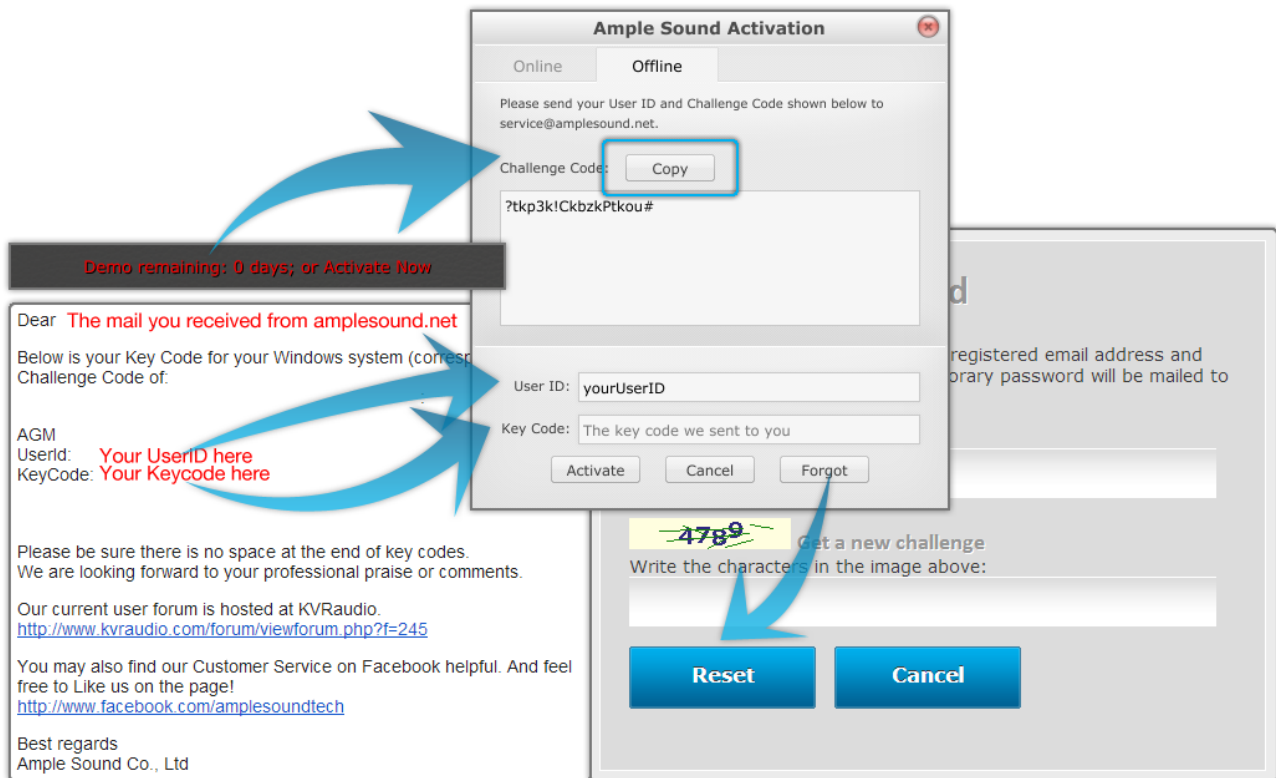 Ample Sound Activation
Online Offline
Please send your User ID and Challenge Code shown below to
service@amplesound.net.
Challenge Code: Copy
?tkp3k!CkbzkPtkou#
User ID: yourUserID
Key Code: The key code we sent to you
Activate Cancel Forgot
Demo remaining: 0 days; or Activate Now
Dear The mail you received from amplesound.net
Below is your Key Code for your Windows system (corresp
Challenge Code of:
AGM
UserId: Your UserID here
KeyCode: Your Keycode here
Please be sure there is no space at the end of key codes.
We are looking forward to your professional praise or comments.
Our current user forum is hosted at KVRaudio.
http://www.kvraudio.com/forum/viewforum.php?f=245
You may also find our Customer Service on Facebook helpful. And feel
free to Like us on the page!
http://www.facebook.com/amplesoundtech
Best regards
Ample Sound Co., Ltd
d
registered email address and
orary password will be mailed to
4789
Get a new challenge
Write the characters in the image above:
Reset Cancel